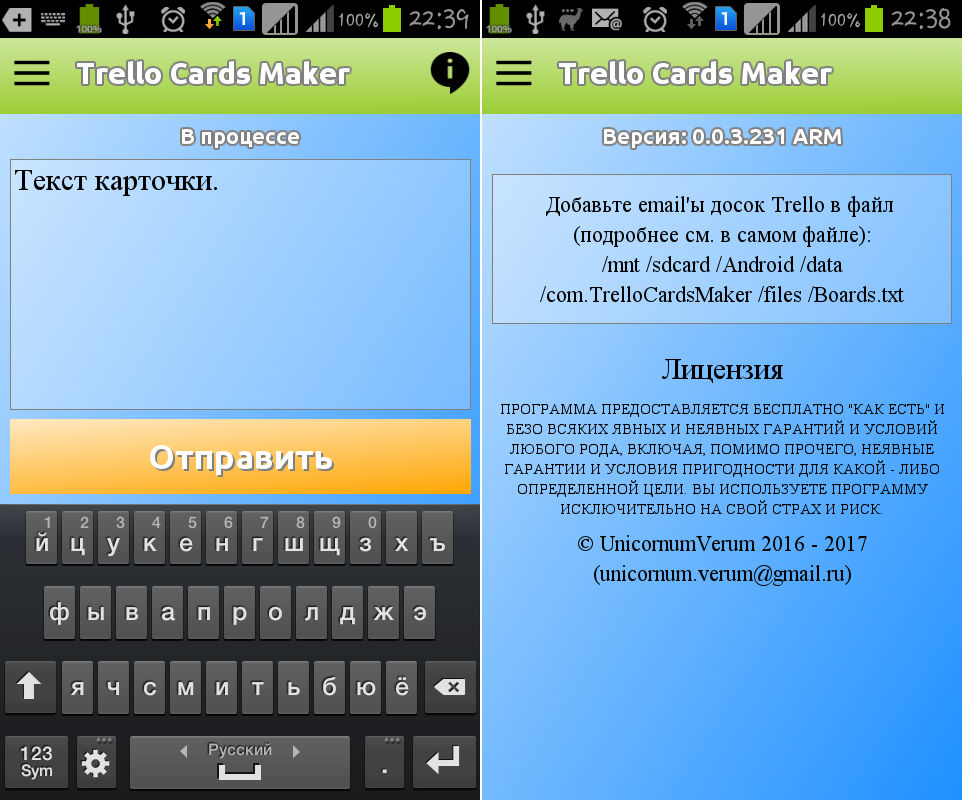 100%
1
100%
22:39
Trello Cards Maker
i
В процессе
Текст карточки.
Отправить
1 2 3 4 5 6 7 8 9 0
й ц у к е н г ш щ з х ъ
ф ы в а п р о л д ж э
я ч с м и т ь б ю ё
123
Sym
Русский
.
100%
1
100%
22:38
Trello Cards Maker
Версия: 0.0.3.231 ARM
Добавьте email'ы досок Trello в файл
(подробнее см. в самом файле):
/mnt /sdcard /Android /data
/com.TrelloCardsMaker /files /Boards.txt
Лицензия
ПРОГРАММА ПРЕДОСТАВЛЯЕТСЯ БЕСПЛАТНО "КАК ЕСТЬ" И
БЕЗО ВСЯКИХ ЯВНЫХ И НЕЯВНЫХ ГАРАНТИЙ И УСЛОВИЙ
ЛЮБОГО РОДА, ВКЛЮЧАЯ, ПОМИМО ПРОЧЕГО, НЕЯВНЫЕ
ГАРАНТИИ И УСЛОВИЯ ПРИГОДНОСТИ ДЛЯ КАКОЙ - ЛИБО
ОПРЕДЕЛЕННОЙ ЦЕЛИ. ВЫ ИСПОЛЬЗУЕТЕ ПРОГРАММУ
ИСКЛЮЧИТЕЛЬНО НА СВОЙ СТРАХ И РИСК.
© UnicornumVerum 2016 - 2017
(unicornum.verum@gmail.ru)